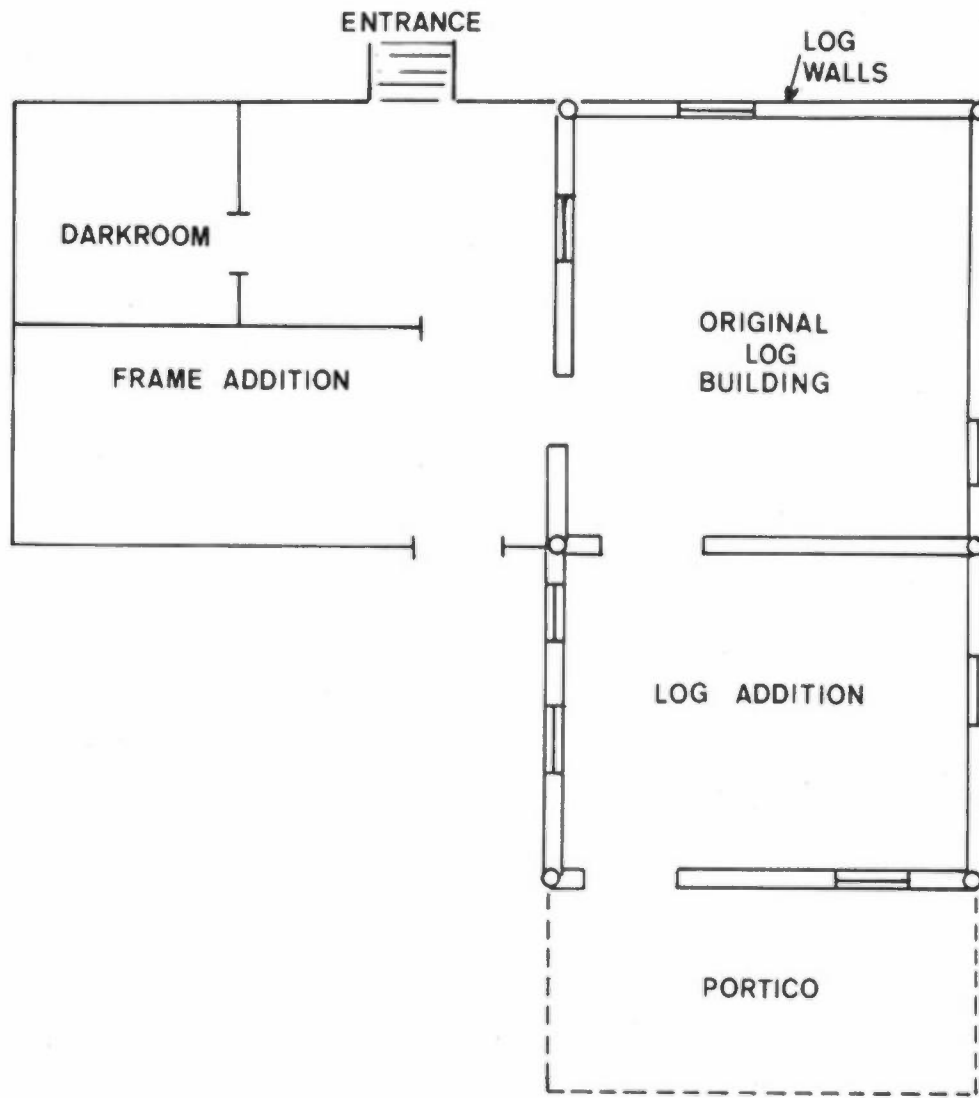 ENTRANCE
LOG
WALLS
DARKROOM
ORIGINAL
LOG
BUILDING
FRAME ADDITION
LOG ADDITION
PORTICO